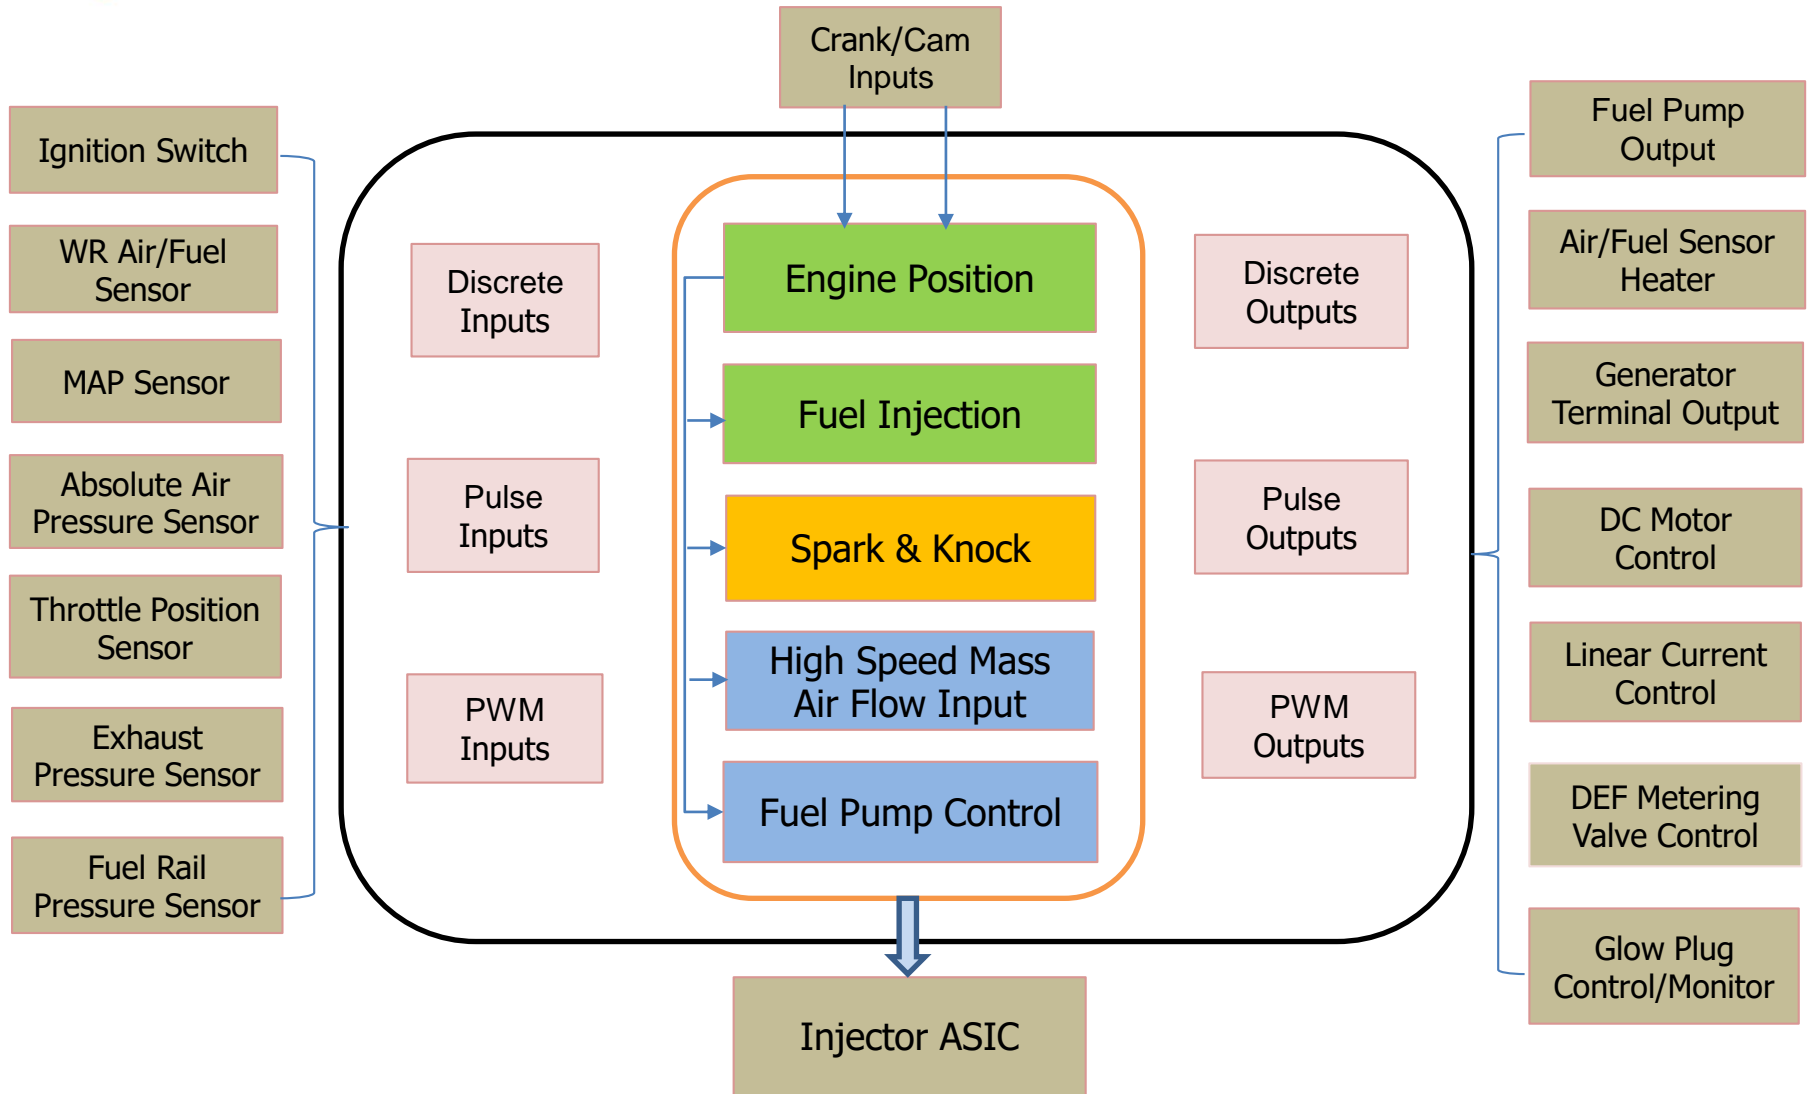 Crank/Cam
Inputs
Ignition Switch
WR Air/Fuel
Sensor
MAP Sensor
Absolute Air
Pressure Sensor
Throttle Position
Sensor
Exhaust
Pressure Sensor
Fuel Rail
Pressure Sensor
Discrete
Inputs
Pulse
Inputs
PWM
Inputs
Engine Position
Fuel Injection
Spark & Knock
High Speed Mass
Air Flow Input
Fuel Pump Control
Discrete
Outputs
Pulse
Outputs
PWM
Outputs
Fuel Pump
Output
Air/Fuel Sensor
Heater
Generator
Terminal Output
DC Motor
Control
Linear Current
Control
DEF Metering
Valve Control
Glow Plug
Control/Monitor
Injector ASIC